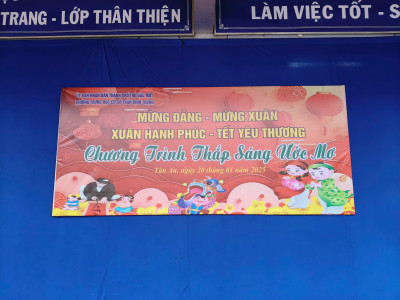 TRANG - LỚP THÂN THIỆN
LÀM VIỆC TỐT - S
MỪNG ĐẢNG - MỪNG XUÂN
XUÂN HẠNH PHÚC - TẾT YÊU THƯƠNG
Chương Trình Thắp Sáng Ước Mơ
Tân An, ngày 20 tháng 01 năm 2025